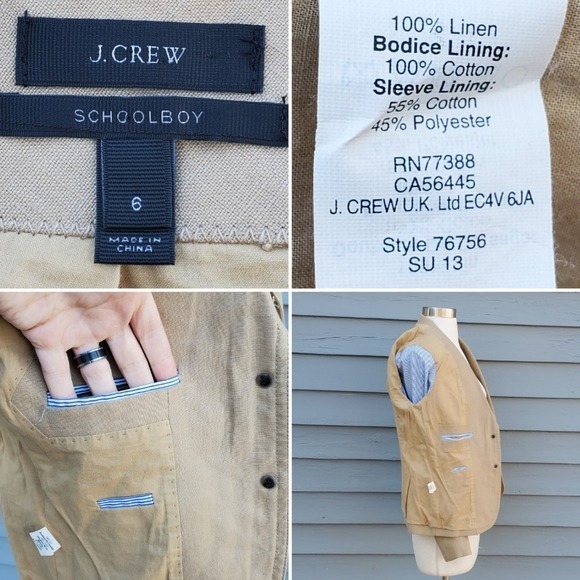 J.CREW
SCHOOLBOY
6
MADE IN
CHINA
100% Linen
Bodice Lining:
100% Cotton
Sleeve Lining:
55% Cotton
45% Polyester
RN77388
CA56445
J. CREW U.K. Ltd EC4V 6JA
Style 76756
SU 13